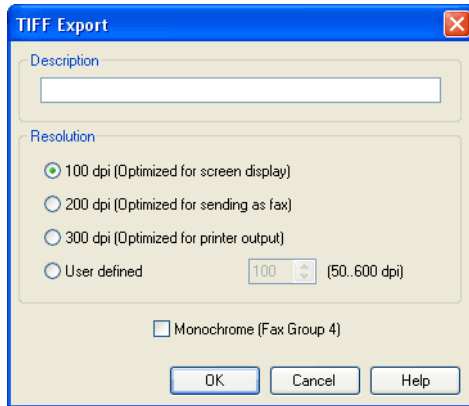 TIFF Export
Description
Resolution
100 dpi (Optimized for screen display)
200 dpi (Optimized for sending as fax)
300 dpi (Optimized for printer output)
User defined 100 (50..600 dpi)
Monochrome (Fax Group 4)
OK Cancel Help